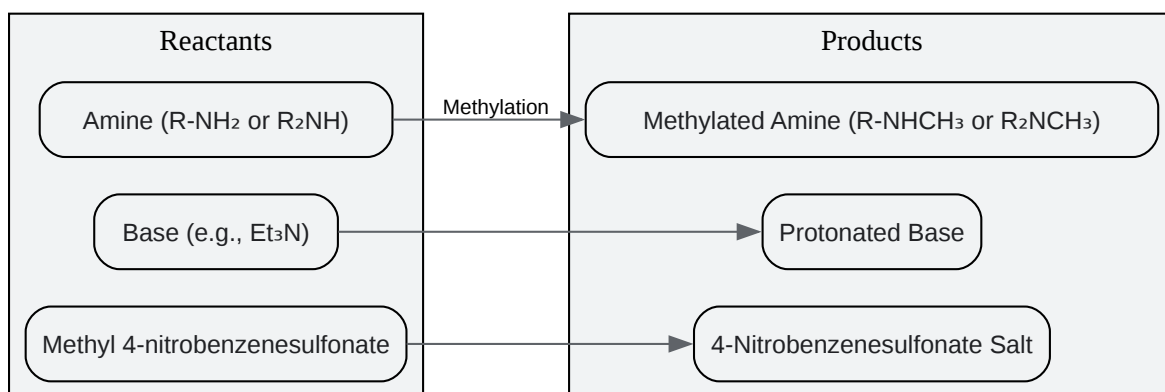 Reactants
Products
Amine (R-NH₂ or R₂NH)
Methylation
Methylated Amine (R-NHCH₃ or R₂NCH₃)
Base (e.g., Et₃N)
Protonated Base
Methyl 4-nitrobenzenesulfonate
4-Nitrobenzenesulfonate Salt